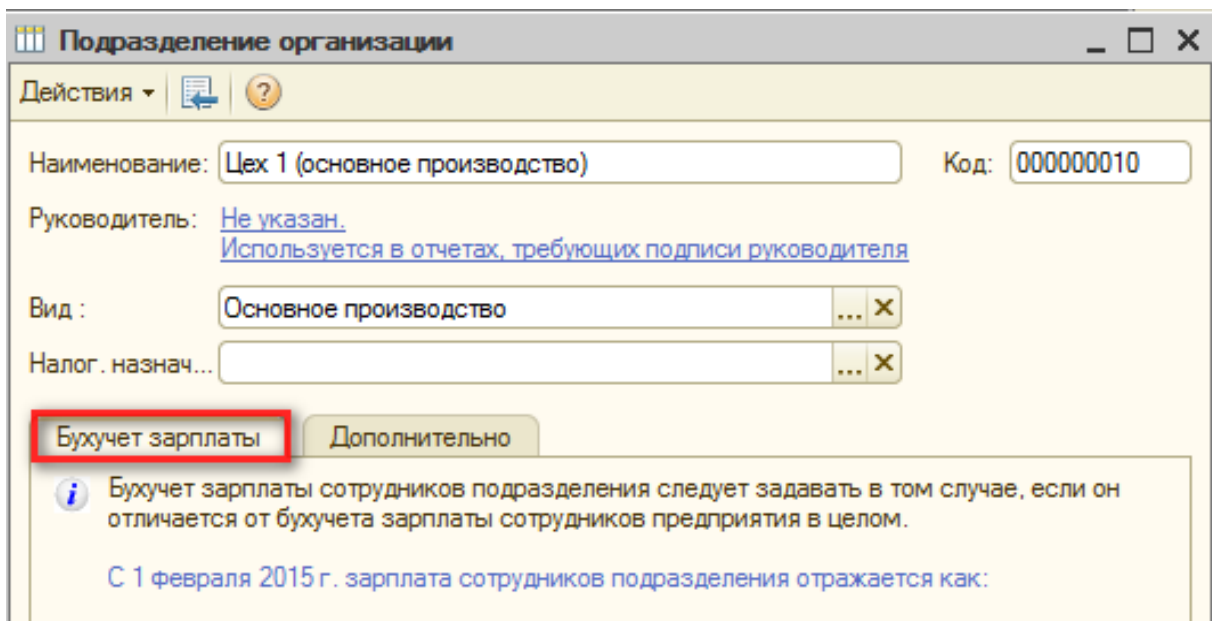 Подразделение организации
Действия
Наименование: Цех 1 (основное производство) Код: 000000010
Руководитель: Не указан.
Используется в отчетах, требующих подписи руководителя
Вид : Основное производство ...
Налог. назнач... ...
Бухучет зарплаты Дополнительно
Бухучет зарплаты сотрудников подразделения следует задавать в том случае, если он
отличается от бухучета зарплаты сотрудников предприятия в целом.
С 1 февраля 2015 г. зарплата сотрудников подразделения отражается как: